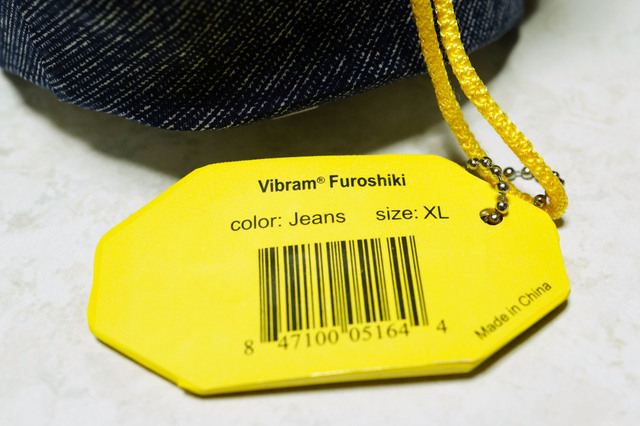 Vibram® Furoshiki
color: Jeans size: XL
8 47100 05164 4
Made in China